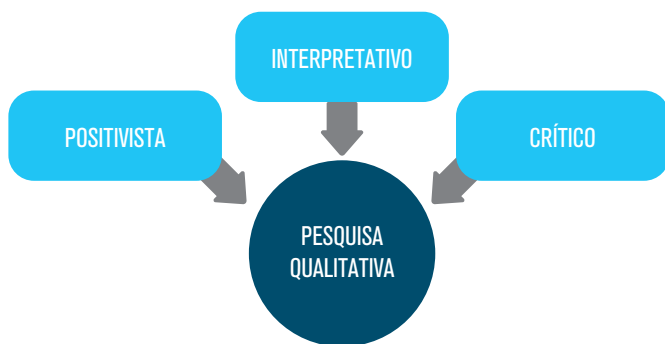 INTERPRETATIVO
POSITIVISTA
CRÍTICO
PESQUISA
QUALITATIVA